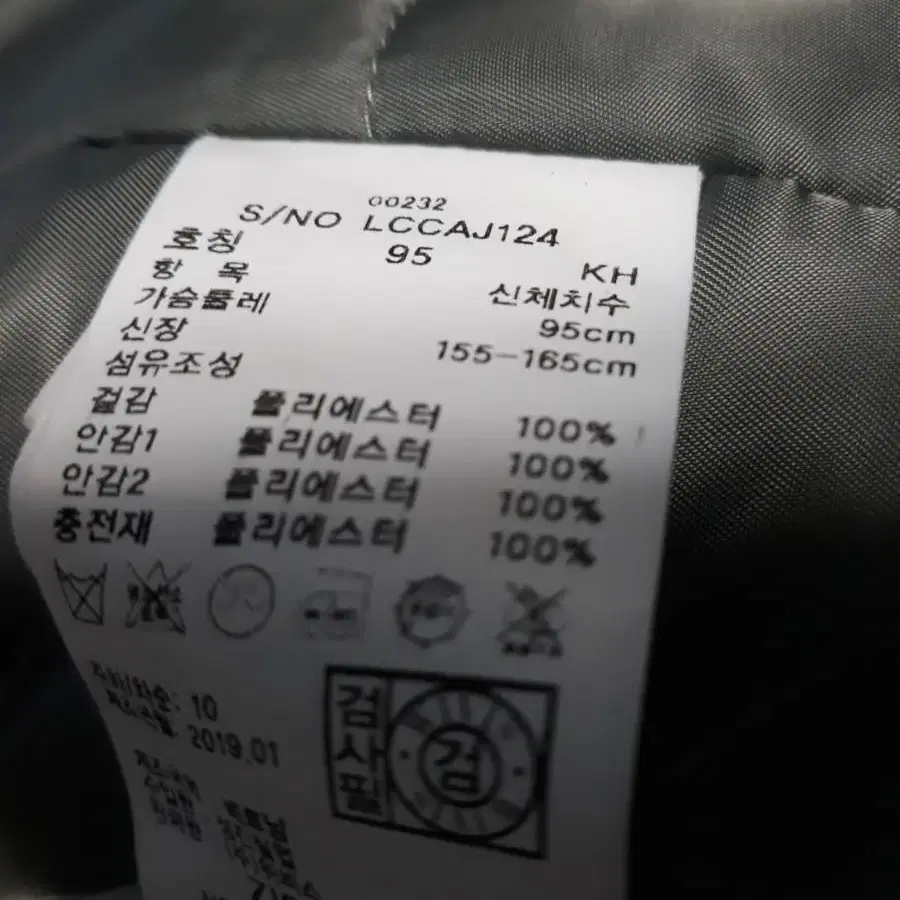 00232
S/NO LCCAJ124
호칭 95
KH
항 목 신체치수
가슴둘레 95cm
신장 155-165cm
섬유조성
겉감 폴리에스터 100%
안감1 폴리에스터 100%
안감2 폴리에스터 100%
충전재 폴리에스터 100%
10
2019.01
베트남
검사필
검